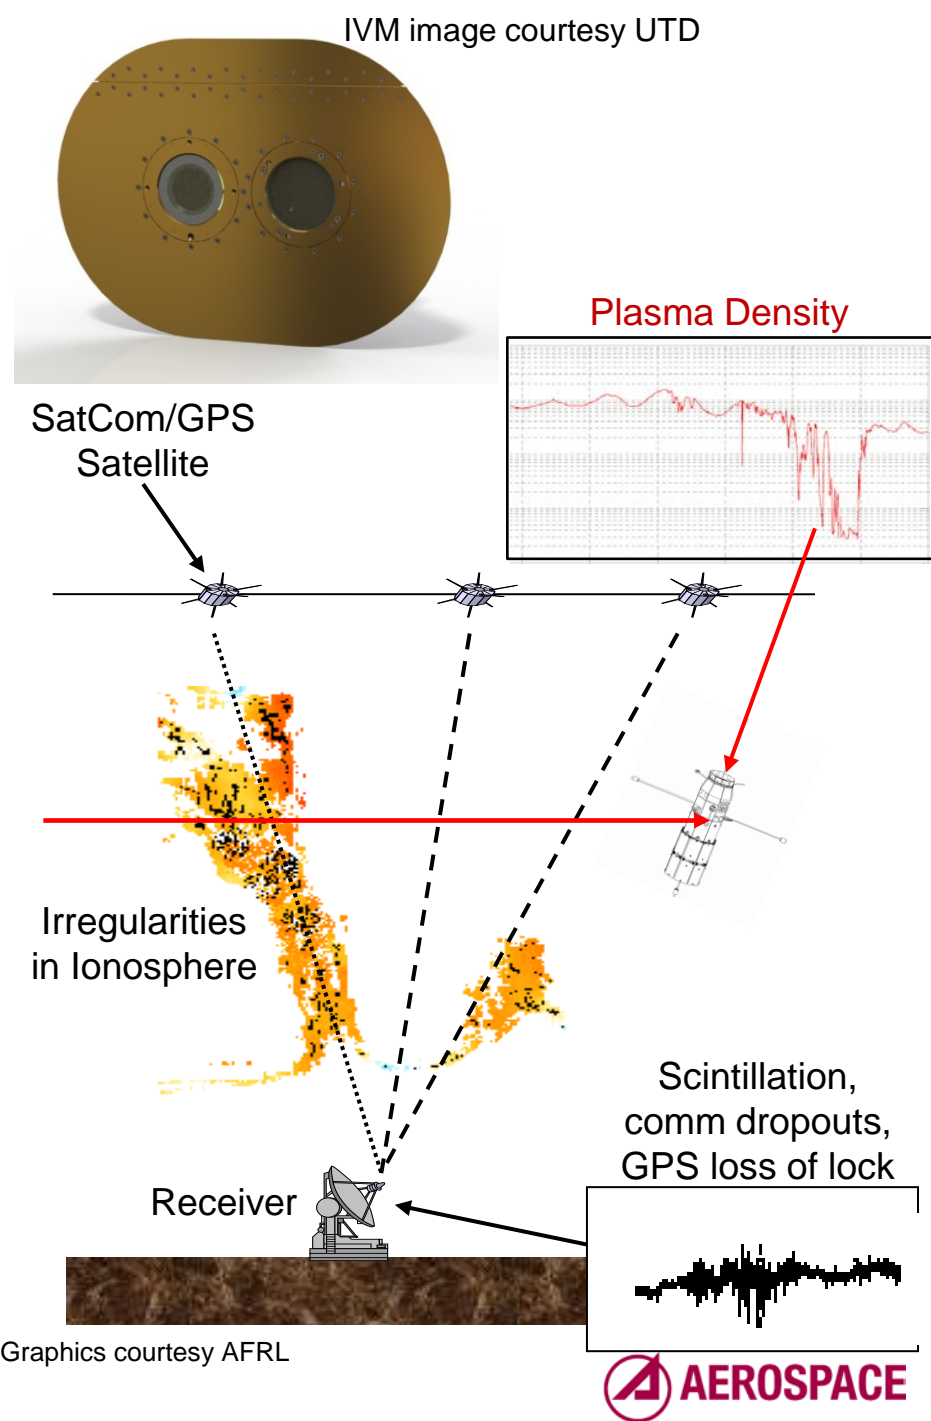 IVM image courtesy UTD
Plasma Density
SatCom/GPS
Satellite
Irregularities
in Ionosphere
Scintillation,
comm dropouts,
GPS loss of lock
Receiver
Graphics courtesy AFRL
AEROSPACE